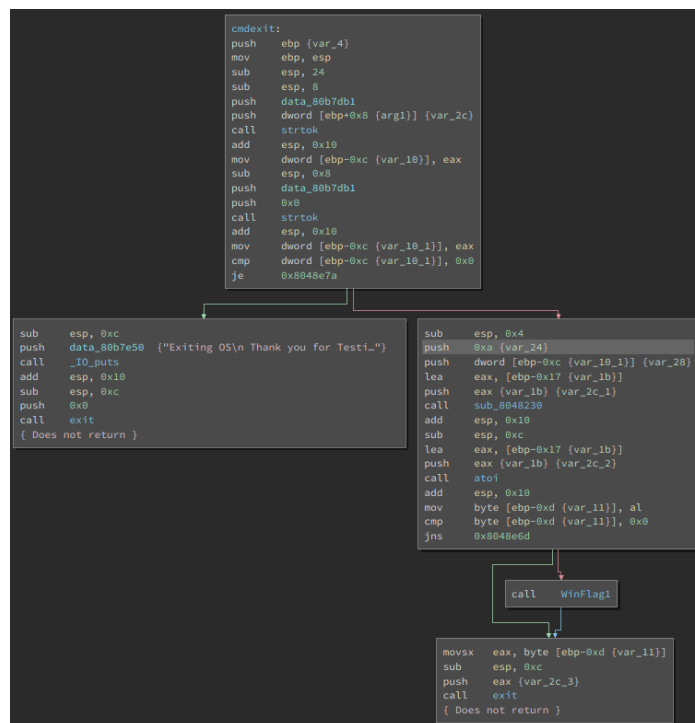 cmdexit:
push ebp {var_4}
mov ebp, esp
sub esp, 24
sub esp, 8
push data_80b7db1
push dword [ebp+0x8 {arg1}] {var_2c}
call strtok
add esp, 0x10
mov dword [ebp-0xc {var_10}], eax
sub esp, 0x8
push data_80b7db1
push 0x0
call strtok
add esp, 0x10
mov dword [ebp-0xc {var_10_1}], eax
cmp dword [ebp-0xc {var_10_1}], 0x0
je 0x8048e7a
sub esp, 0xc
push data_80b7e50 {"Exiting OS\n Thank you for Testi…"}
call _IO_puts
add esp, 0x10
sub esp, 0xc
push 0x0
call exit
{ Does not return }
sub esp, 0x4
push 0xa {var_24}
push dword [ebp-0xc {var_10_1}] {var_28}
lea eax, [ebp-0x17 {var_1b}]
push eax {var_1b} {var_2c_1}
call sub_8048230
add esp, 0x10
sub esp, 0xc
lea eax, [ebp-0x17 {var_1b}]
push eax {var_1b} {var_2c_2}
call atoi
add esp, 0x10
mov byte [ebp-0xd {var_11}], al
cmp byte [ebp-0xd {var_11}], 0x0
jns 0x8048e6d
call WinFlag1
movsx eax, byte [ebp-0xd {var_11}]
sub esp, 0xc
push eax {var_2c_3}
call exit
{ Does not return }